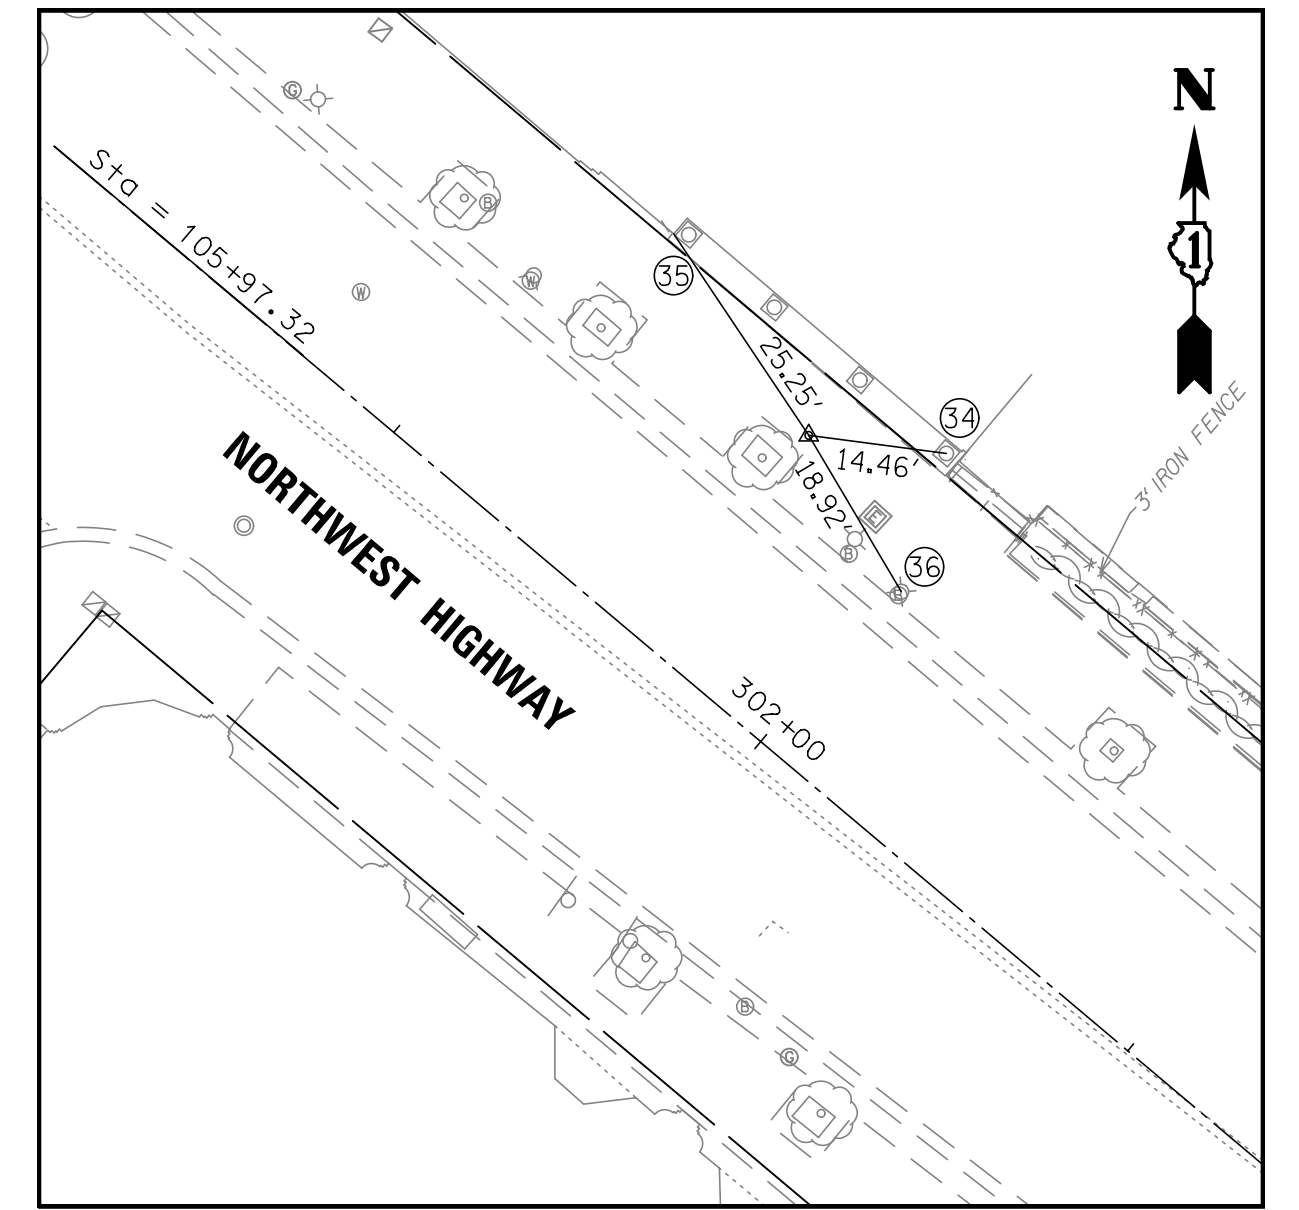 N
1
G
Sta = 105+97.32
B
W
W
35
25.25'
34
3' IRON FENCE
14.46'
18.92'
E
B
36
B
NORTHWEST HIGHWAY
302+00
B
G